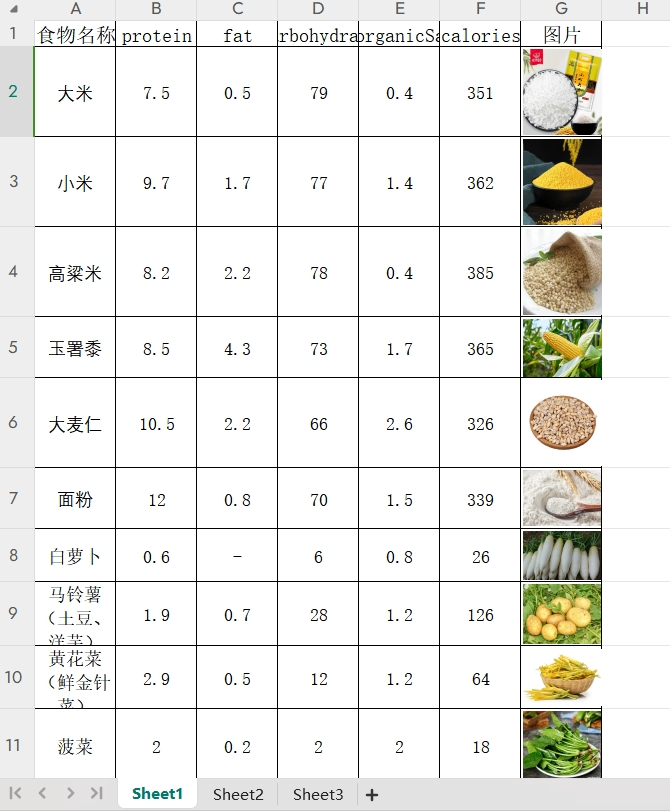 A B C D E F G H
1 食物名称 protein fat rbohydra organicSa calories 图片
2 大米 7.5 0.5 79 0.4 351
3 小米 9.7 1.7 77 1.4 362
4 高粱米 8.2 2.2 78 0.4 385
5 玉署黍 8.5 4.3 73 1.7 365
6 大麦仁 10.5 2.2 66 2.6 326
7 面粉 12 0.8 70 1.5 339
8 白萝卜 0.6 - 6 0.8 26
9 马铃薯 1.9 0.7 28 1.2 126
（土豆、
洋芋）
10 黄花菜 2.9 0.5 12 1.2 64
（鲜金针
菜）
11 菠菜 2 0.2 2 2 18
Sheet1 Sheet2 Sheet3 +